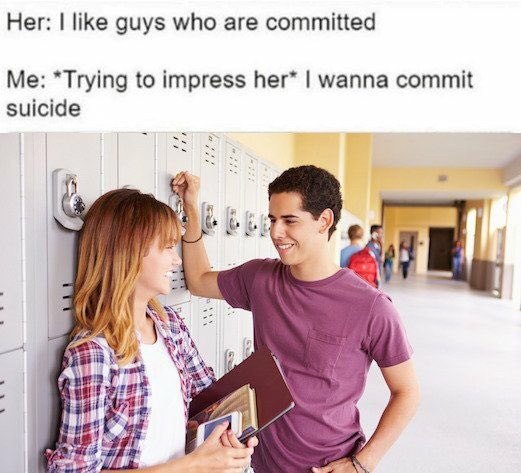 Her: I like guys who are committed
Me: *Trying to impress her* I wanna commit
suicide